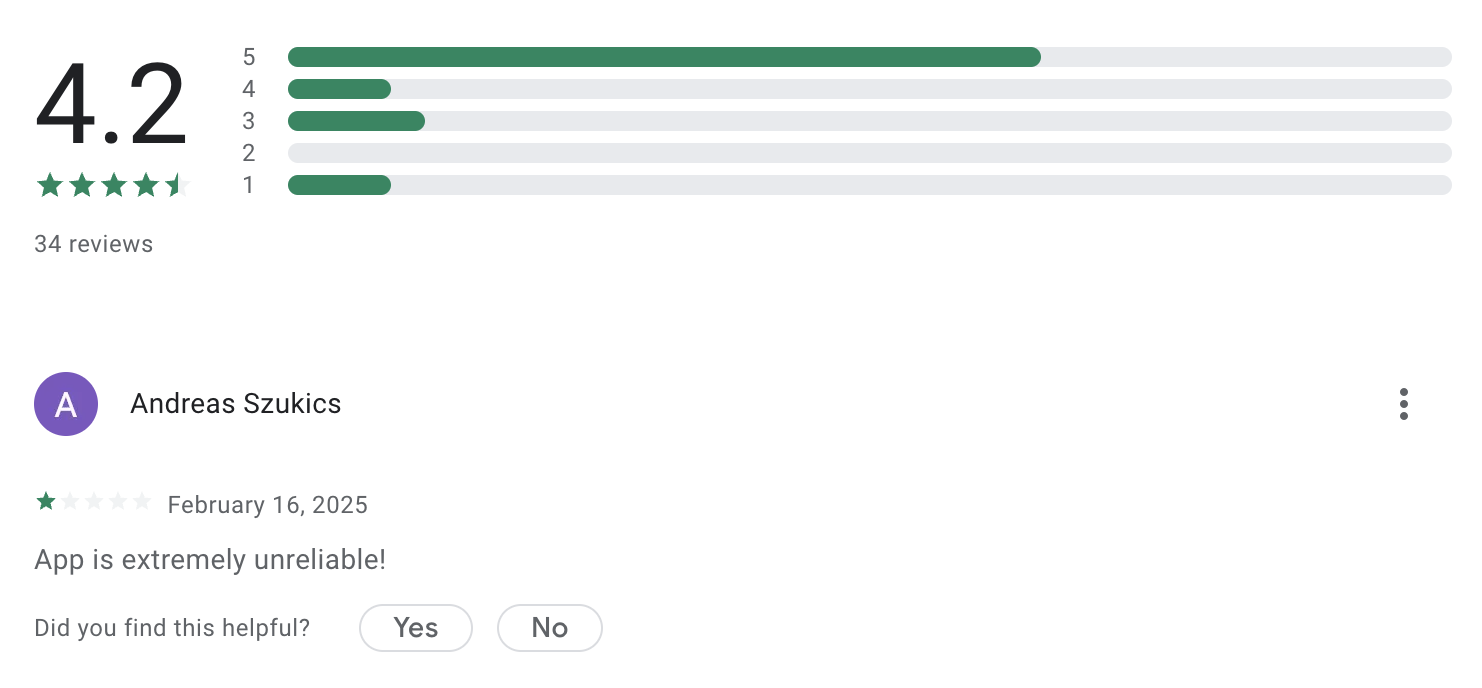 4.2
5
4
3
2
1
34 reviews
A
Andreas Szukics
February 16, 2025
App is extremely unreliable!
Did you find this helpful? Yes No